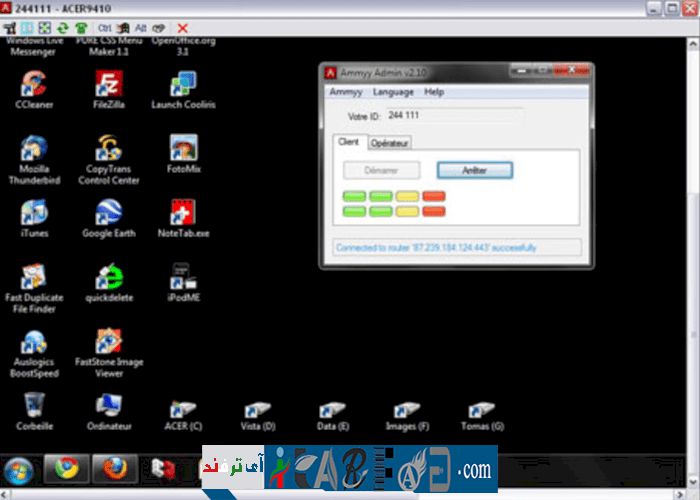 244111 - ACER9410
Ctrl Alt
Windows Live Messenger
PURE CSS Menu Maker 1.1
OpenOffice.org 3.1
CCleaner
FileZilla
Launch Cooliris
Mozilla Thunderbird
CopyTrans Control Center
FotoMix
iTunes
Google Earth
NoteTab.exe
Fast Duplicate File Finder
quickdelete
iPodME
Auslogics BoostSpeed
FastStone Image Viewer
Corbeille
Ordinateur
ACER (C)
Vista (D)
Data (E)
Images (F)
Tomas (G)
Ammyy Admin v2.10
Ammyy Language Help
Votre ID: 244 111
Client Opérateur
Démarrer Arrêter
Connected to router '87.239.184.124:443' successfully
آی ترفند
.com